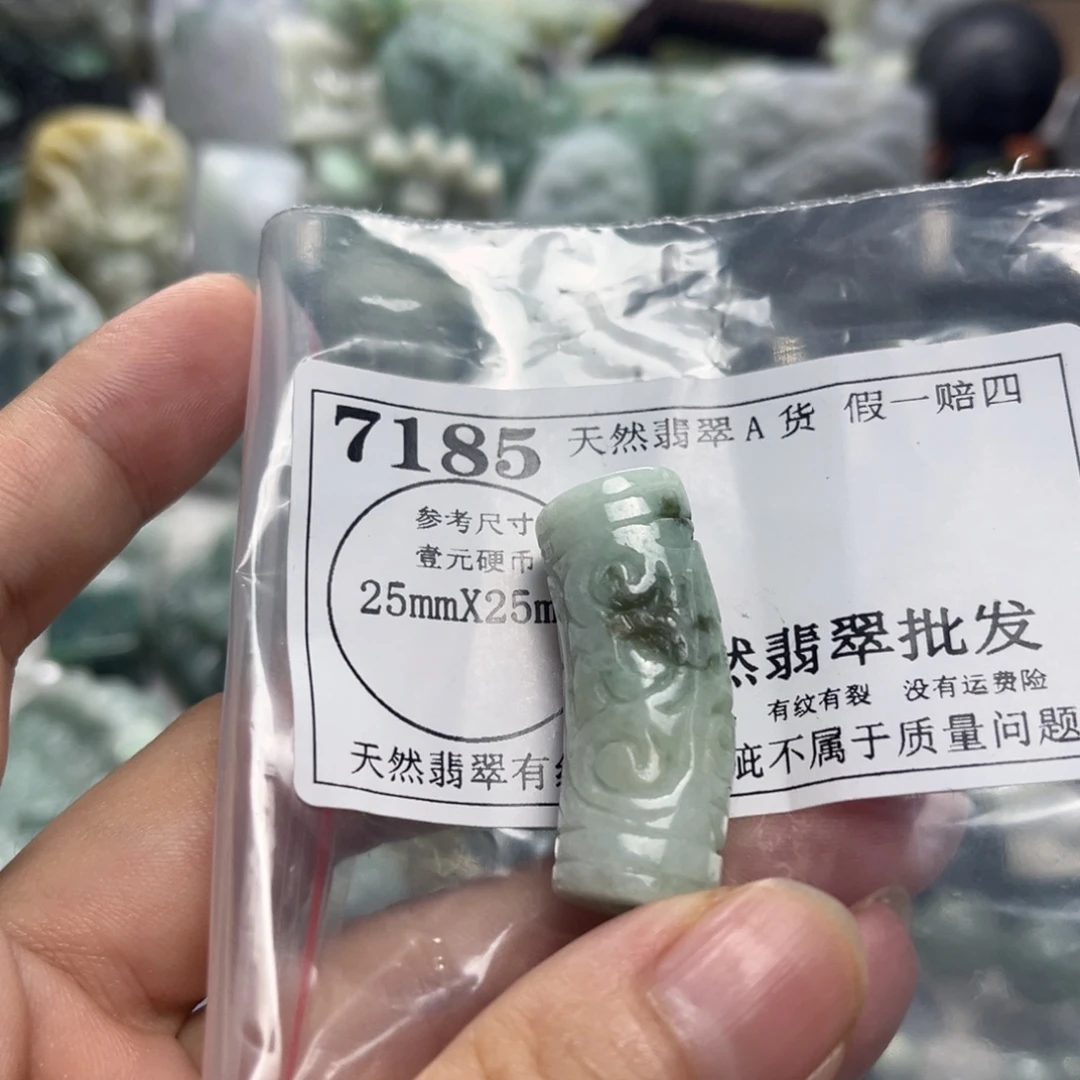 7185 天然翡翠A货 假一赔四
参考尺寸
壹元硬币
25mmX25m
然翡翠批发
有纹有裂 没有运费险
天然翡翠有 疵不属于质量问题